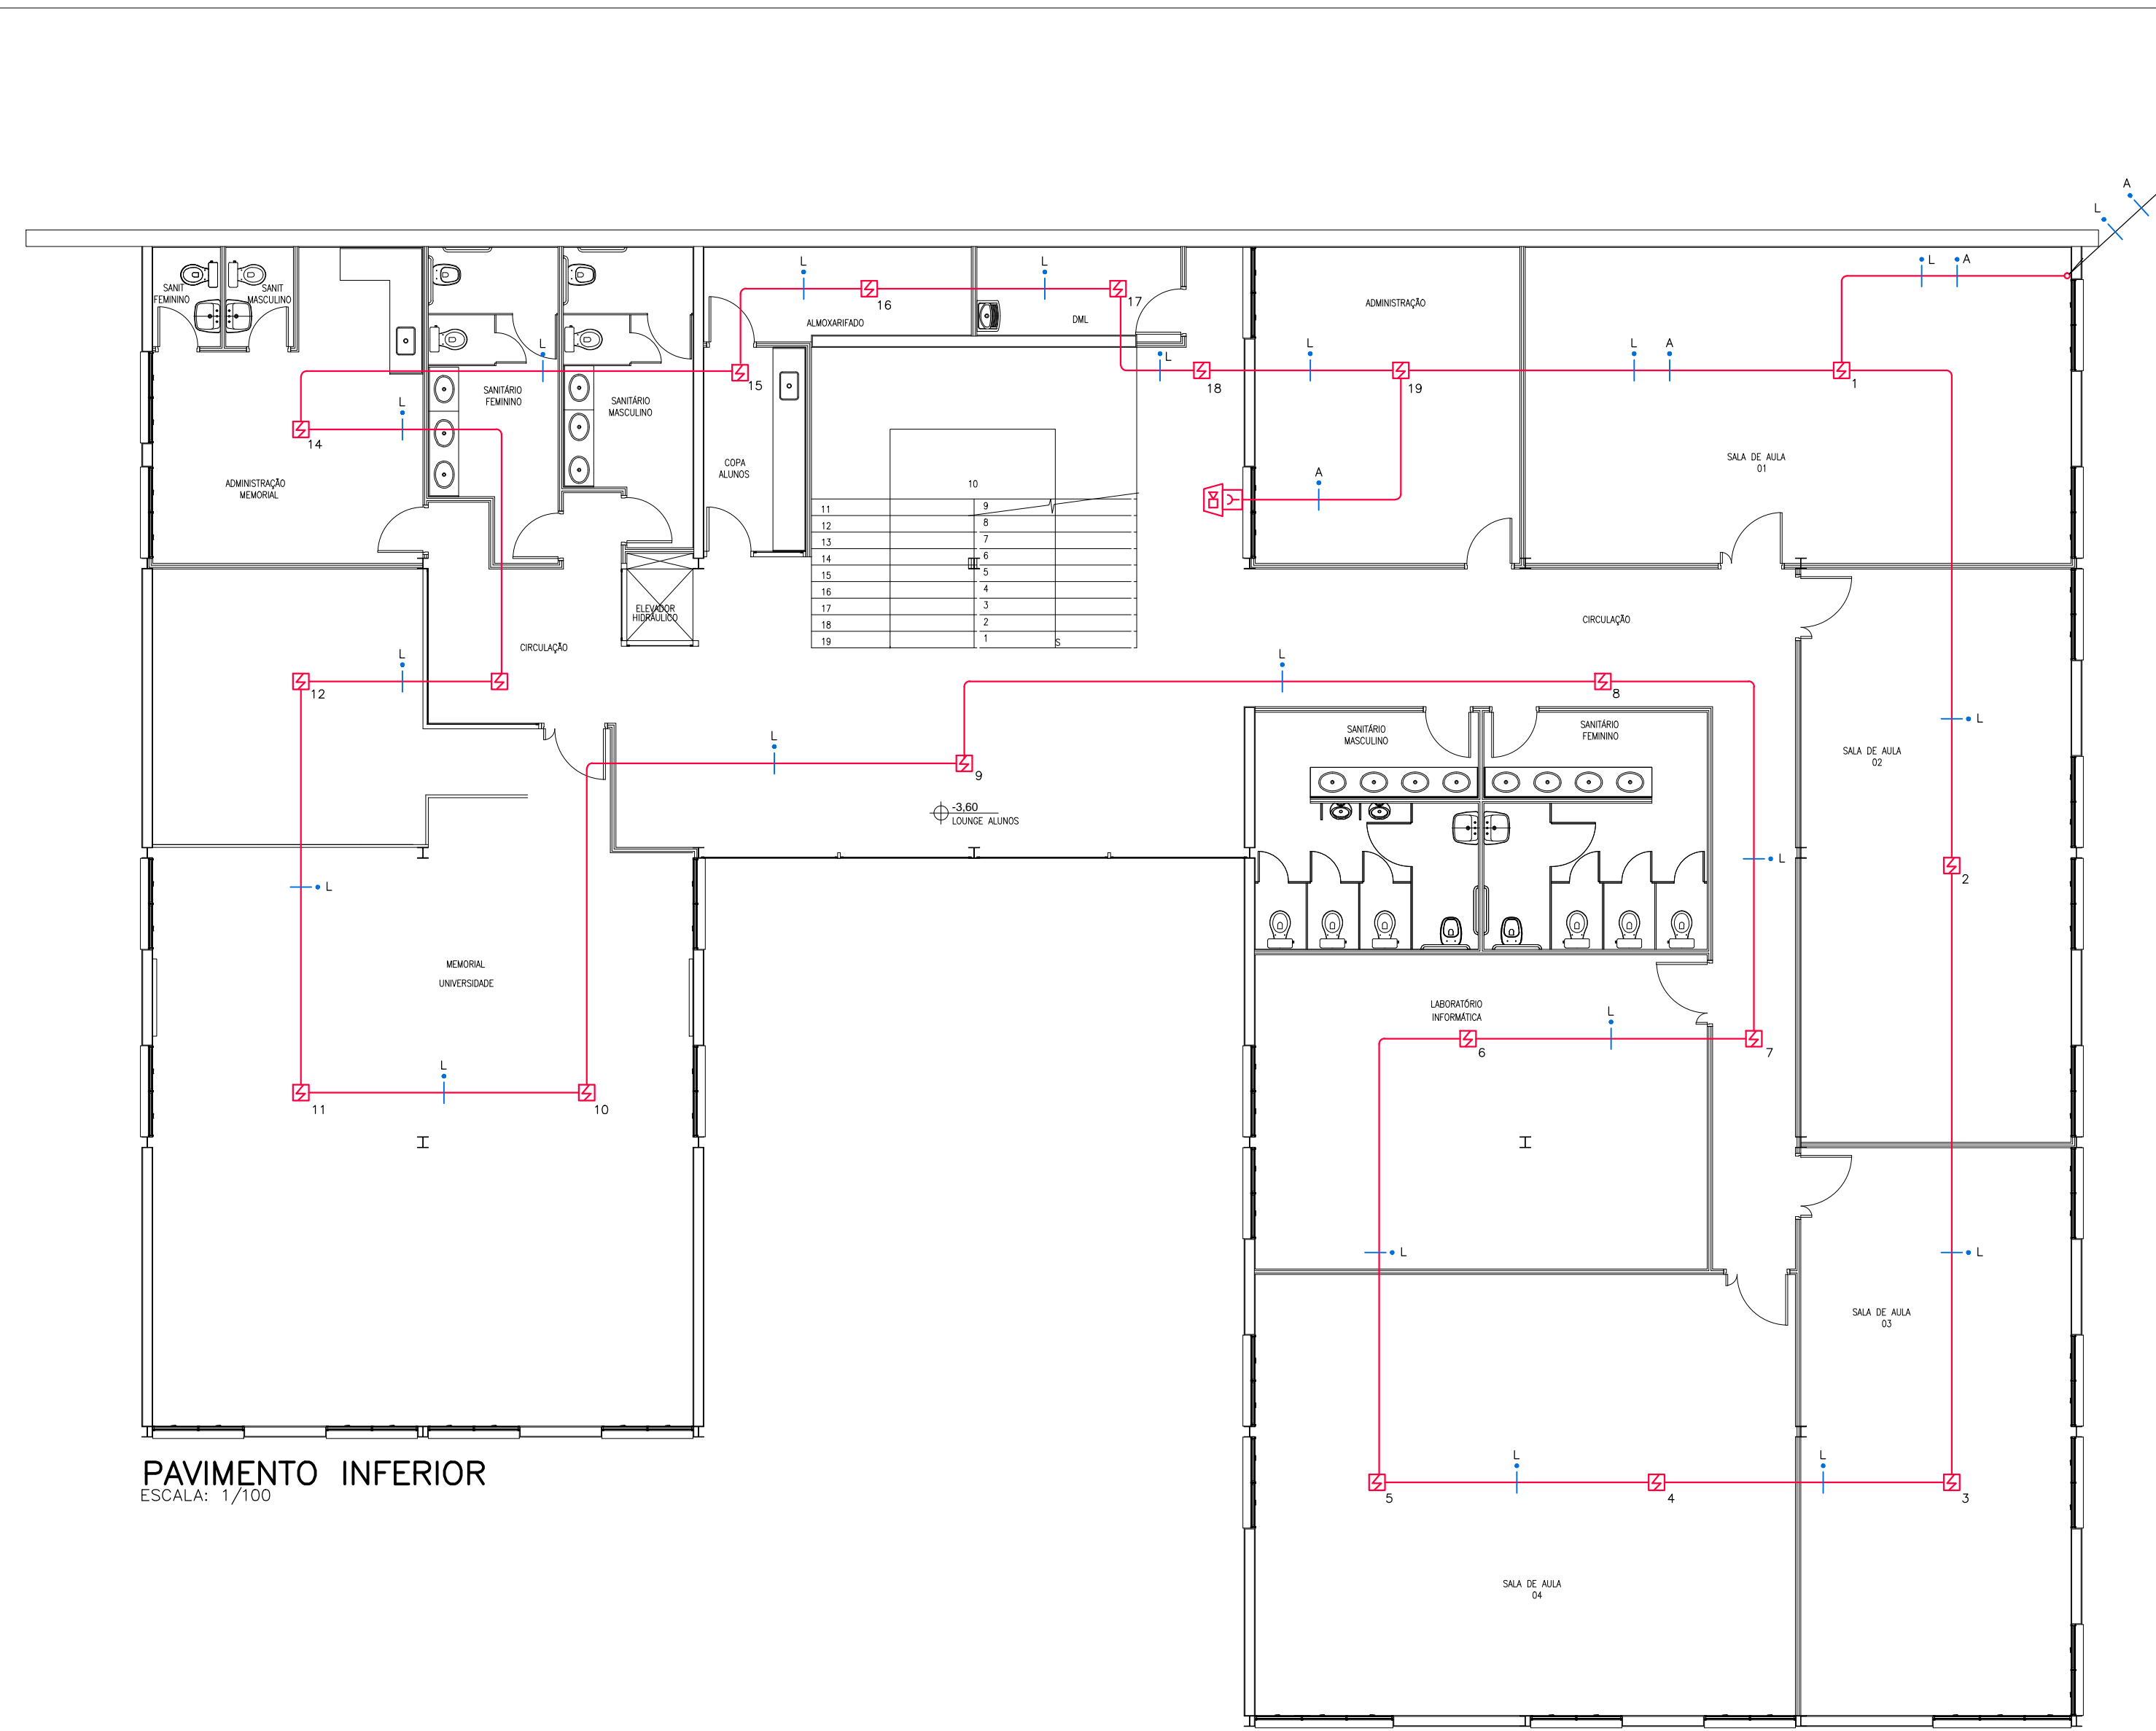 A
L
L
A
L
L
SANIT
FEMININO
SANIT
MASCULINO
16
17
ALMOXARIFADO
DML
ADMINISTRAÇÃO
L
L
L
L
A
15
18
19
1
SANITÁRIO
FEMININO
SANITÁRIO
MASCULINO
L
14
COPA
ALUNOS
SALA DE AULA
01
ADMINISTRAÇÃO
MEMORIAL
A
10
11
12
13
14
15
16
17
18
19
9
8
7
6
5
4
3
2
1
S
ELEVADOR
HIDRÁULICO
CIRCULAÇÃO
CIRCULAÇÃO
L
L
12
8
L
SANITÁRIO
MASCULINO
SANITÁRIO
FEMININO
L
SALA DE AULA
02
9
-3,60
LOUNGE ALUNOS
L
L
2
MEMORIAL
UNIVERSIDADE
LABORATÓRIO
INFORMÁTICA
L
6
7
L
11
10
L
L
SALA DE AULA
03
L
L
5
4
3
PAVIMENTO INFERIOR
ESCALA: 1/100
SALA DE AULA
04